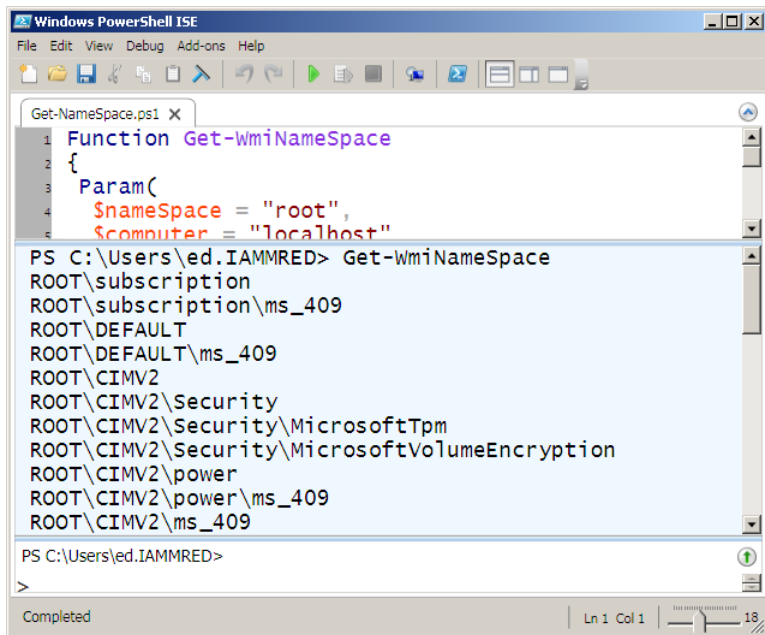 Windows PowerShell ISE
File Edit View Debug Add-ons Help
Get-NameSpace.ps1 X
1 Function Get-WmiNameSpace
2 {
3 Param(
4 $nameSpace = "root",
5 $computer = "localhost"
PS C:\Users\ed.IAMMRED> Get-WmiNameSpace
ROOT\subscription
ROOT\subscription\ms_409
ROOT\DEFAULT
ROOT\DEFAULT\ms_409
ROOT\CIMV2
ROOT\CIMV2\Security
ROOT\CIMV2\Security\MicrosoftTpm
ROOT\CIMV2\Security\MicrosoftVolumeEncryption
ROOT\CIMV2\power
ROOT\CIMV2\power\ms_409
ROOT\CIMV2\ms_409
PS C:\Users\ed.IAMMRED>
>
Completed Ln 1 Col 1 18